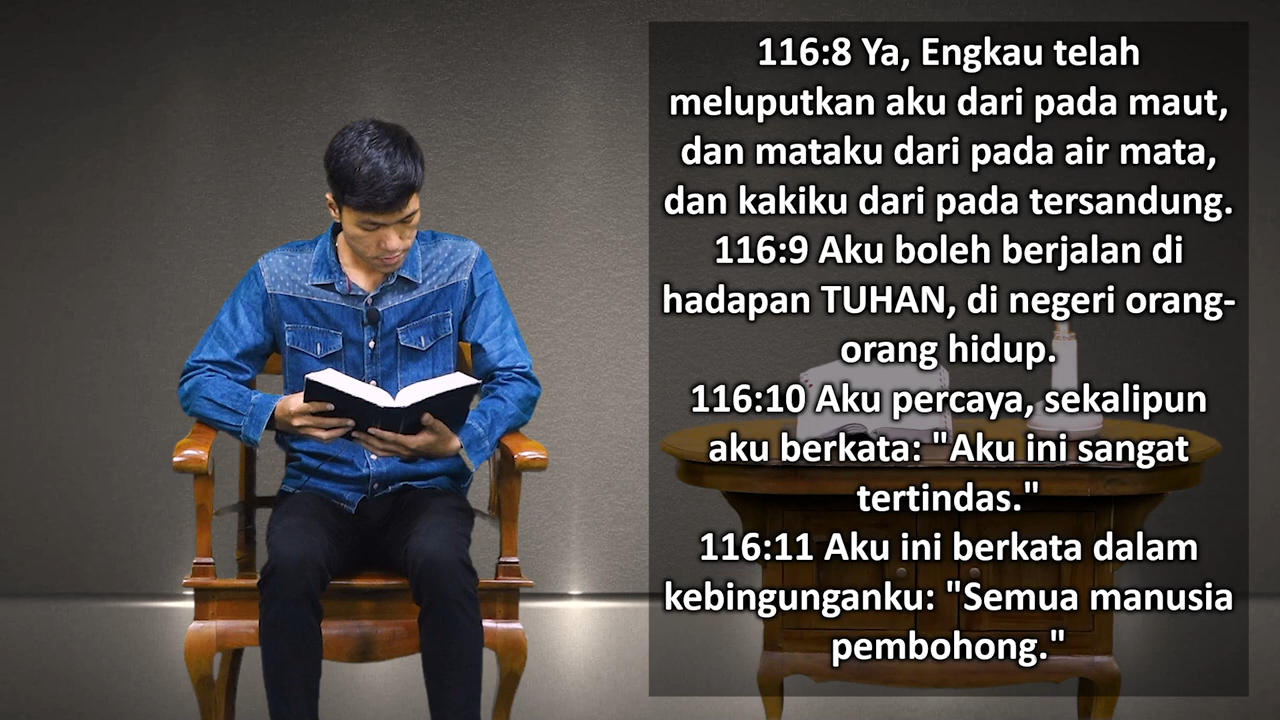 116:8 Ya, Engkau telah
meluputkan aku dari pada maut,
dan mataku dari pada air mata,
dan kakiku dari pada tersandung.
116:9 Aku boleh berjalan di
hadapan TUHAN, di negeri orang-
orang hidup.
116:10 Aku percaya, sekalipun
aku berkata: "Aku ini sangat
tertindas."
116:11 Aku ini berkata dalam
kebingunganku: "Semua manusia
pembohong."